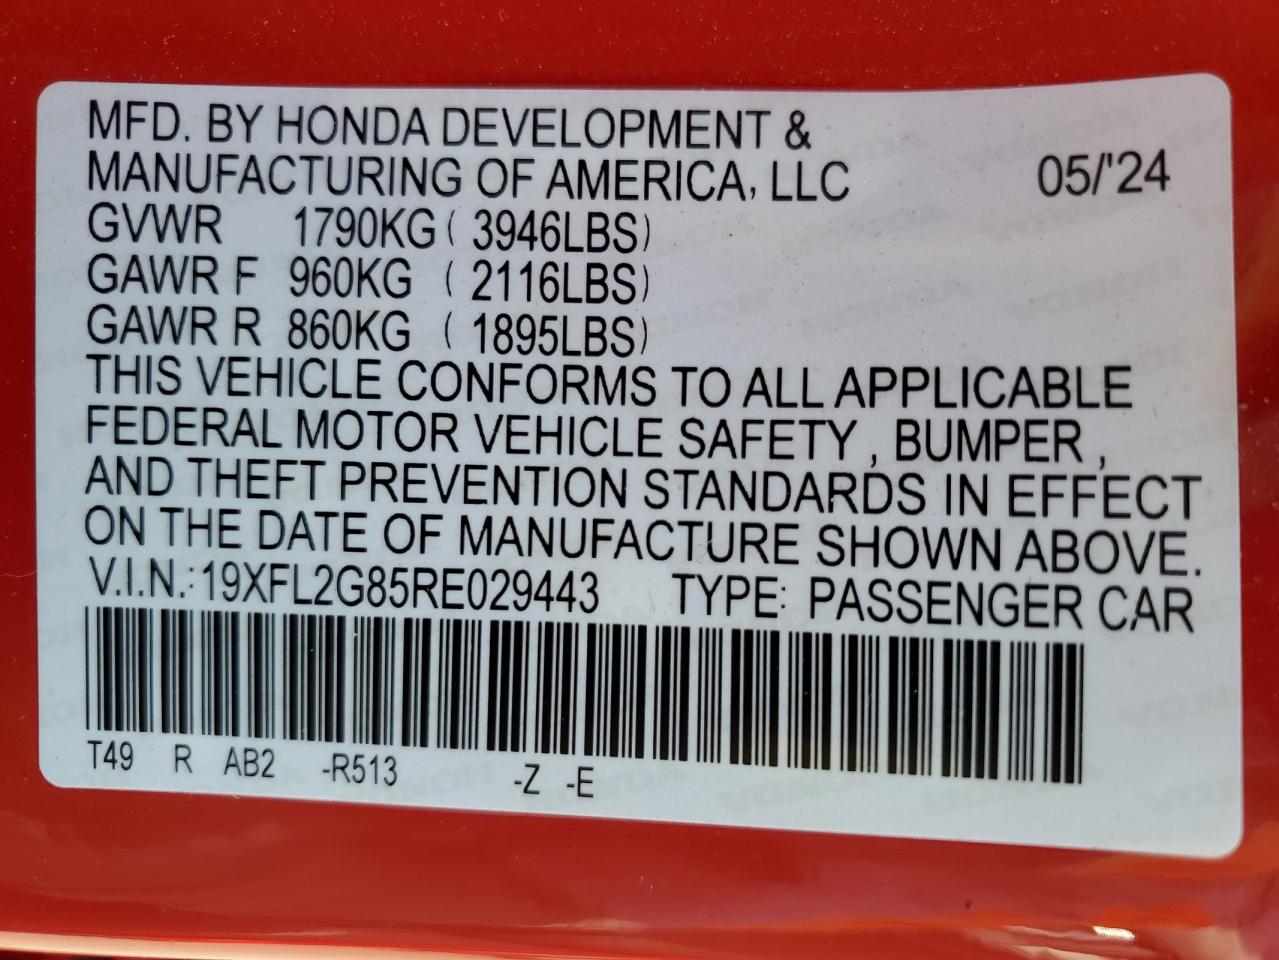 MFD. BY HONDA DEVELOPMENT &
MANUFACTURING OF AMERICA, LLC 05/'24
GVWR 1790KG ( 3946LBS)
GAWR F 960KG ( 2116LBS)
GAWR R 860KG ( 1895LBS)
THIS VEHICLE CONFORMS TO ALL APPLICABLE
FEDERAL MOTOR VEHICLE SAFETY , BUMPER ,
AND THEFT PREVENTION STANDARDS IN EFFECT
ON THE DATE OF MANUFACTURE SHOWN ABOVE.
V.I.N.: 19XFL2G85RE029443 TYPE: PASSENGER CAR
T49 R AB2 -R513 -Z -E